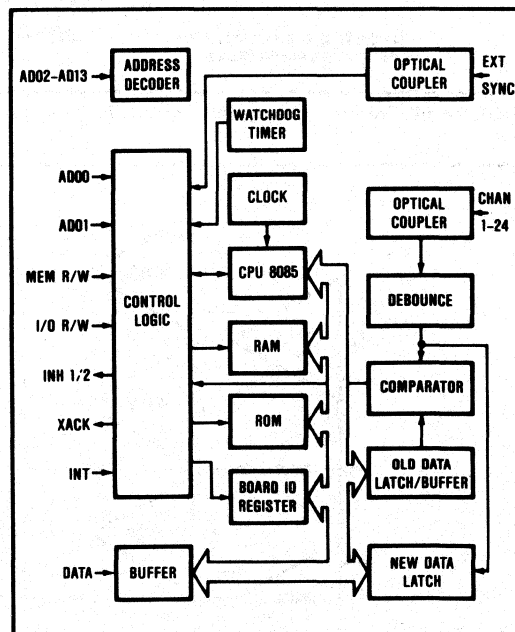 AD02-AD13
ADDRESS
DECODER
OPTICAL
COUPLER
EXT
SYNC
WATCHDOG
TIMER
AD00
CLOCK
OPTICAL
COUPLER
CHAN
1-24
AD01
MEM R/W
CONTROL
LOGIC
CPU 8085
DEBOUNCE
I/O R/W
RAM
INH 1/2
COMPARATOR
XACK
ROM
INT
BOARD ID
REGISTER
OLD DATA
LATCH/BUFFER
DATA
BUFFER
NEW DATA
LATCH